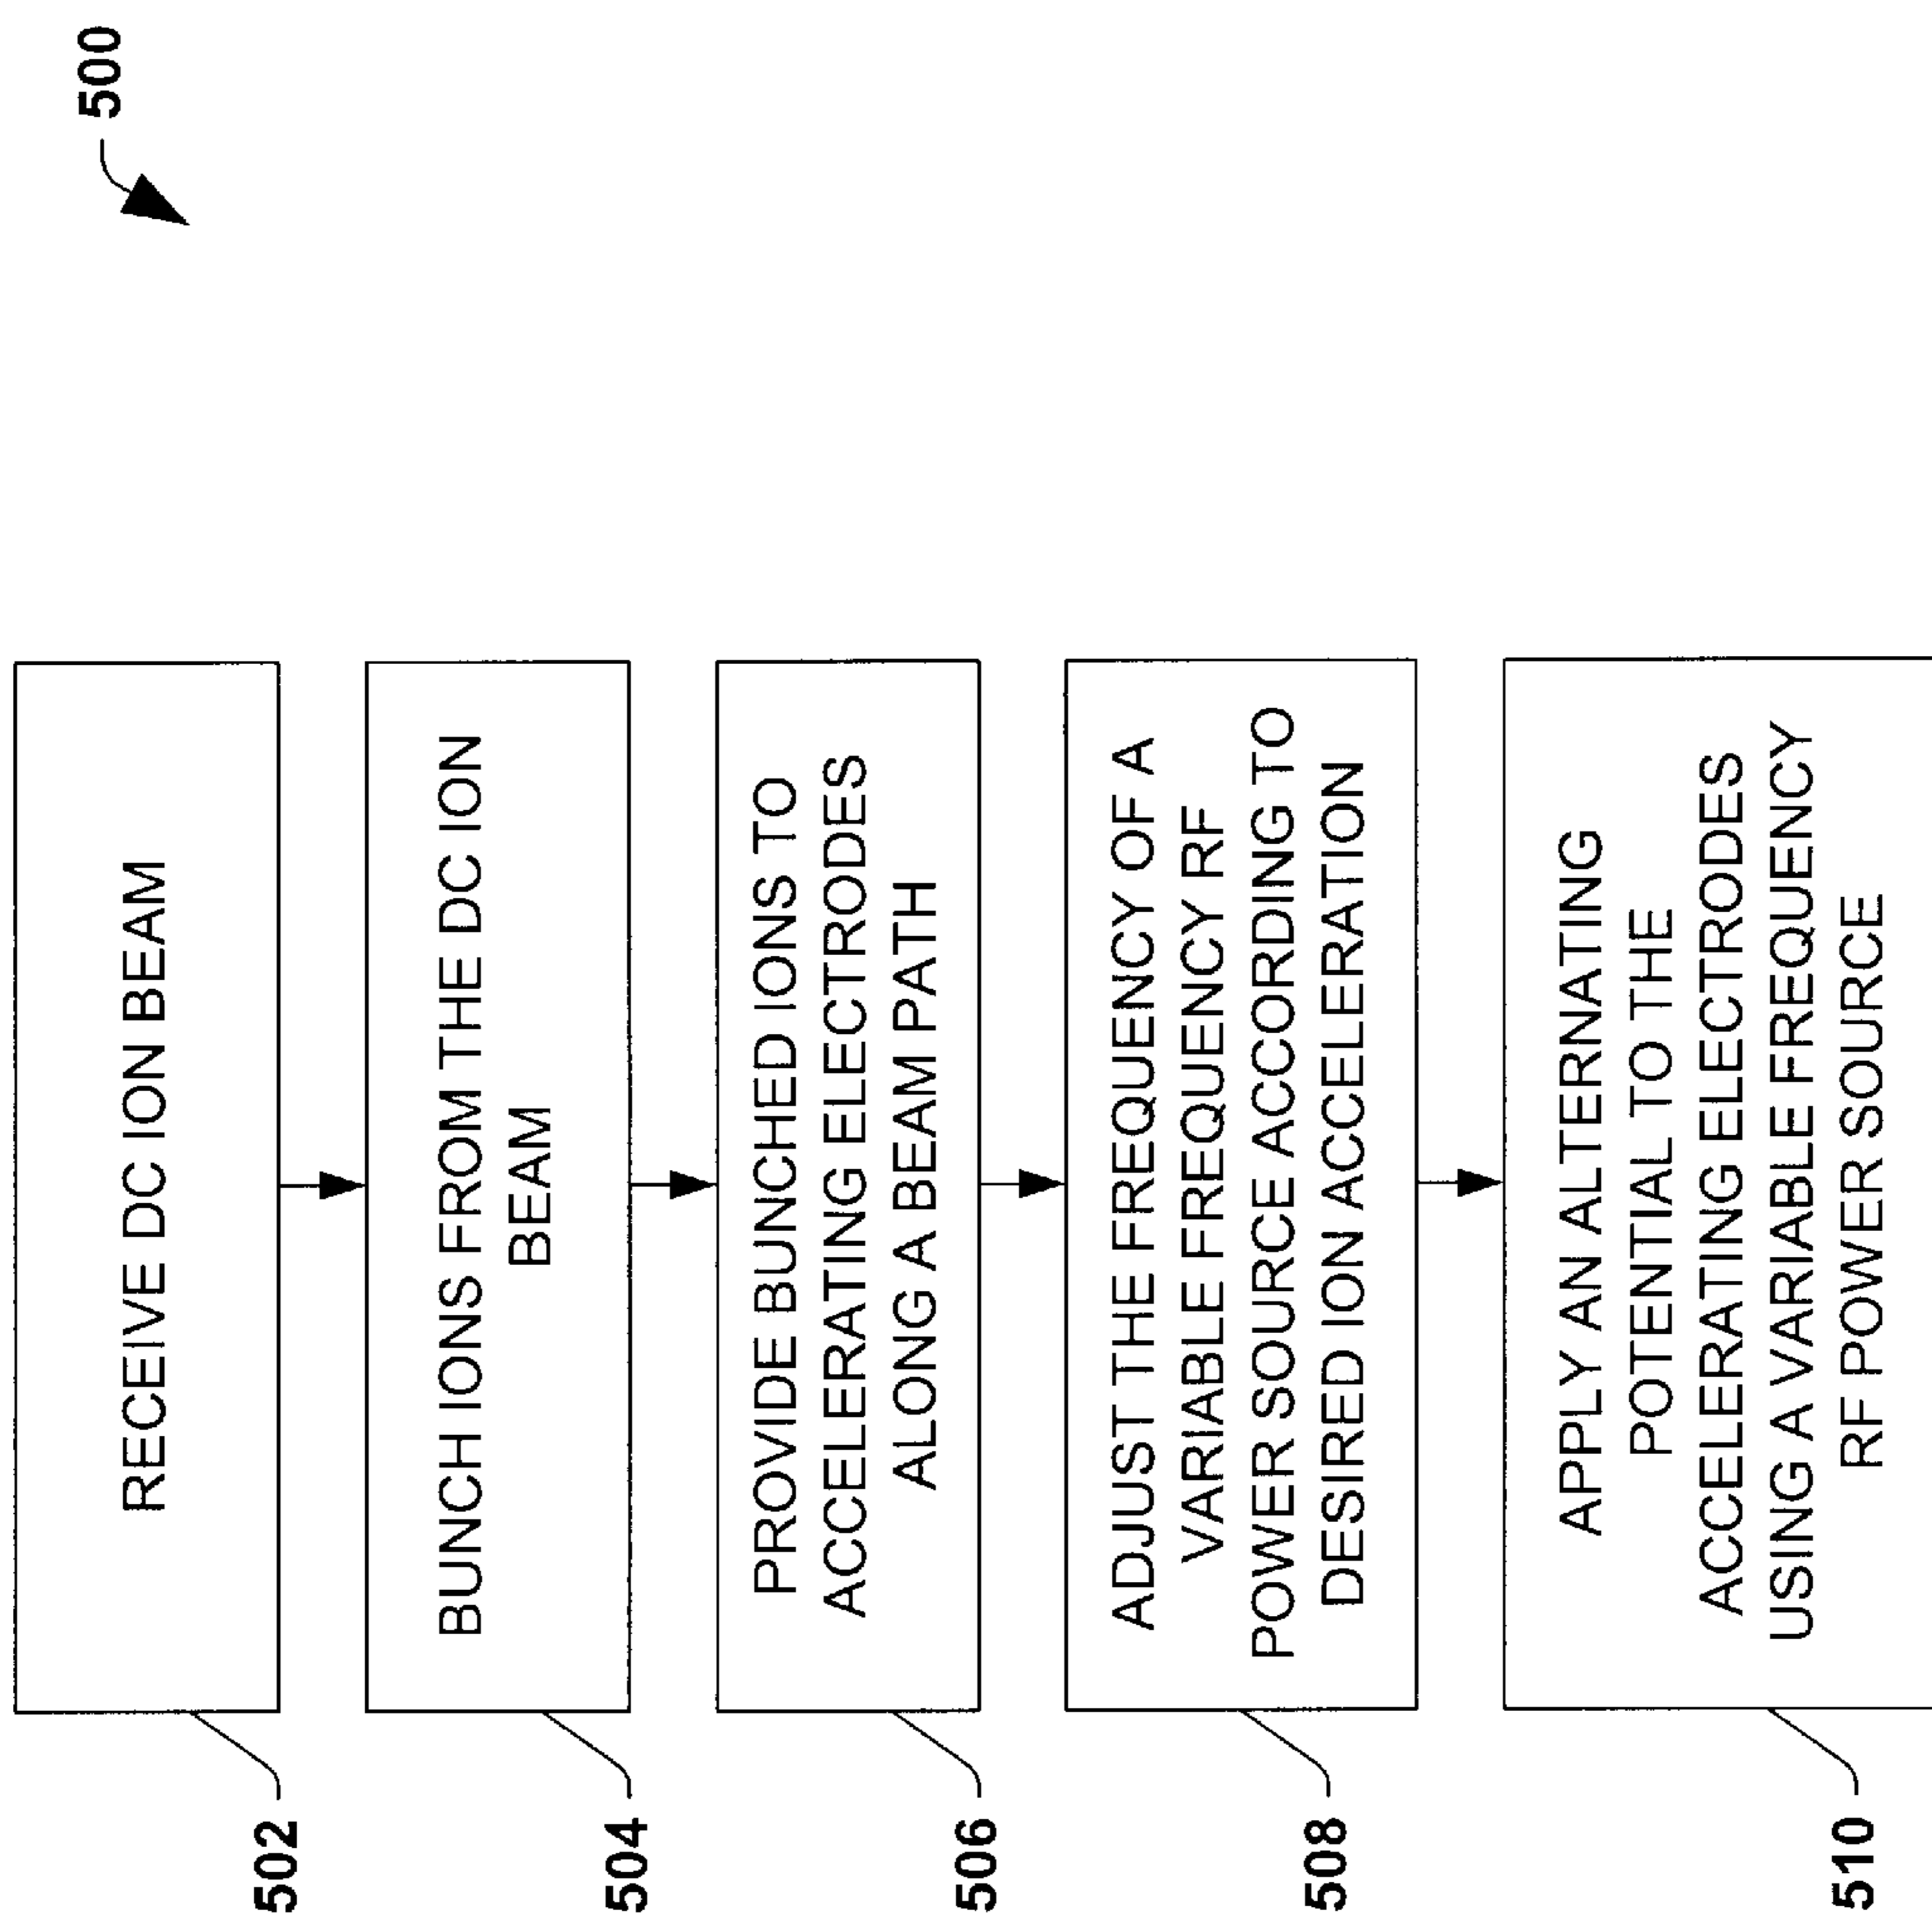 500
502
RECEIVE DC ION BEAM
504
BUNCH IONS FROM THE DC ION
BEAM
506
PROVIDE BUNCHED IONS TO
ACCELERATING ELECTRODES
ALONG A BEAM PATH
508
ADJUST THE FREQUENCY OF A
VARIABLE FREQUENCY RF
POWER SOURCE ACCORDING TO
DESIRED ION ACCELERATION
510
APPLY AN ALTERNATING
POTENTIAL TO THE
ACCELERATING ELECTRODES
USING A VARIABLE FREQUENCY
RF POWER SOURCE